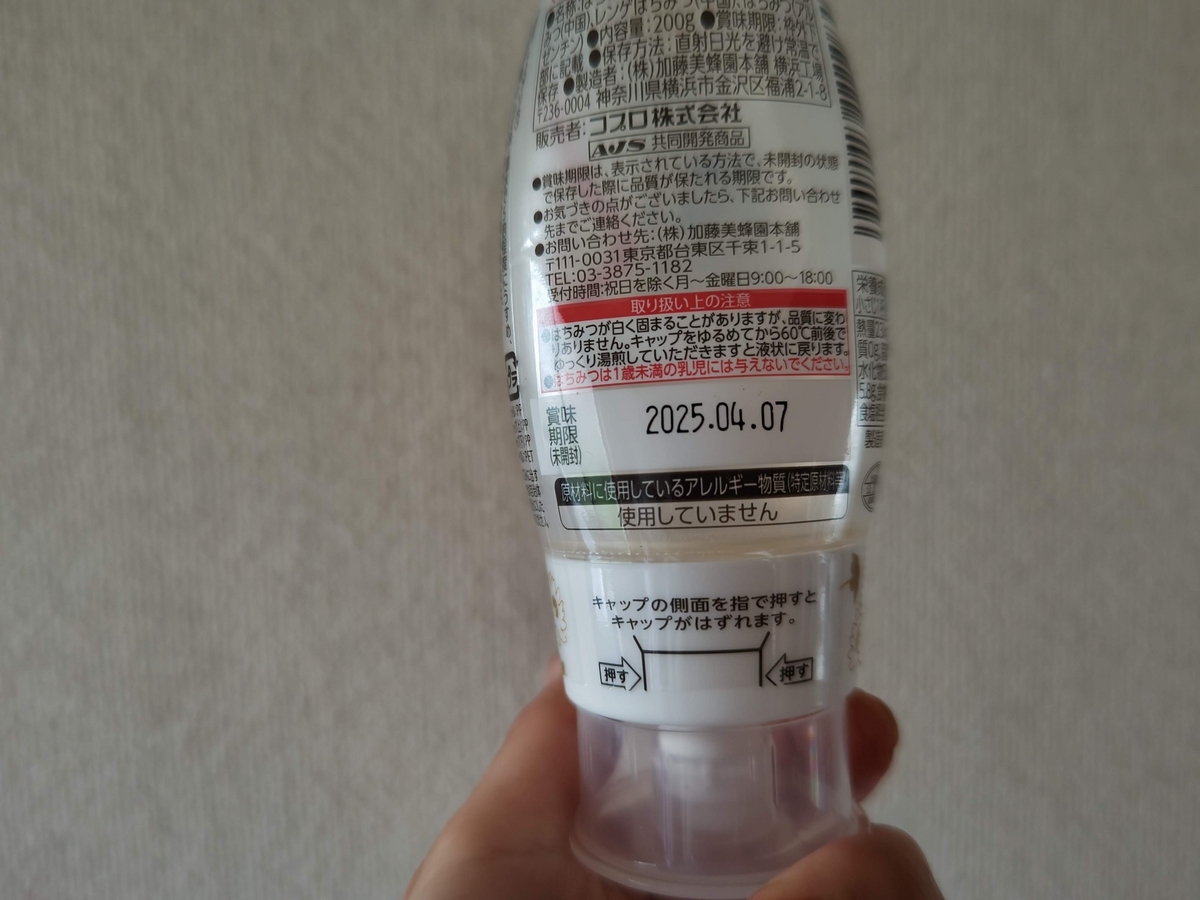 みつ(中国)、レンゲはちみつ(中国)、はちみつ(アル
ゼンチン) ●内容量:200g ●賞味期限:枠外下
部に記載 ●保存方法:直射日光を避け常温で
保存 ●製造者:(株)加藤美蜂園本舗 横浜工場
〒236-0004 神奈川県横浜市金沢区福浦2-1-8
販売者:コプロ株式会社
AJS 共同開発商品
●賞味期限は、表示されている方法で、未開封の状態
で保存した際に品質が保たれる期限です。
●お気づきの点がございましたら、下記お問い合わせ
先までご連絡ください。
●お問い合わせ先:(株)加藤美蜂園本舗
〒111-0031 東京都台東区千束1-1-5
TEL:03-3875-1182
受付時間:祝日を除く月〜金曜日9:00〜18:00
取り扱い上の注意
●はちみつが白く固まることがありますが、品質に変わ
りありません。キャップをゆるめてから60℃前後で
ゆっくり湯煎していただきますと液状に戻ります。
●はちみつは1歳未満の乳児には与えないでください。
賞味
期限
(未開封)
2025.04.07
原材料に使用しているアレルギー物質(特定原材料等
使用していません
キャップの側面を指で押すと
キャップがはずれます。
押す
押す